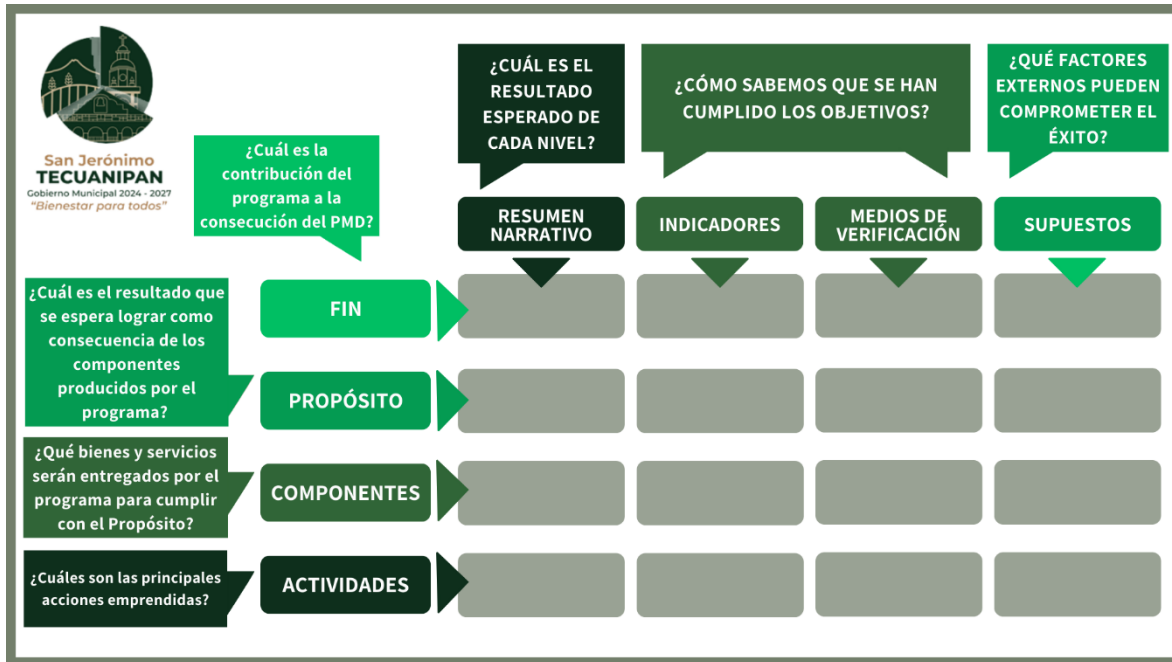 San Jerónimo
TECUANIPAN
Gobierno Municipal 2024 - 2027
“Bienestar para todos”
¿Cuál es la
contribución del
programa a la
consecución del PMD?
¿CUÁL ES EL
RESULTADO
ESPERADO DE
CADA NIVEL?
¿CÓMO SABEMOS QUE SE HAN
CUMPLIDO LOS OBJETIVOS?
¿QUÉ FACTORES
EXTERNOS PUEDEN
COMPROMETER EL
ÉXITO?
RESUMEN
NARRATIVO
INDICADORES
MEDIOS DE
VERIFICACIÓN
SUPUESTOS
FIN
¿Cuál es el resultado que
se espera lograr como
consecuencia de los
componentes
producidos por el
programa?
PROPÓSITO
¿Qué bienes y servicios
serán entregados por el
programa para cumplir
con el Propósito?
COMPONENTES
¿Cuáles son las principales
acciones emprendidas?
ACTIVIDADES